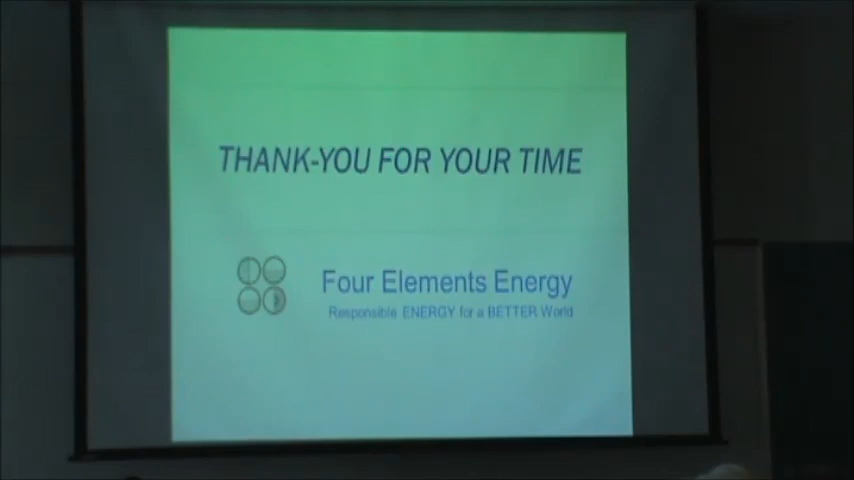 THANK-YOU FOR YOUR TIME
Four Elements Energy
Responsible ENERGY for a BETTER World